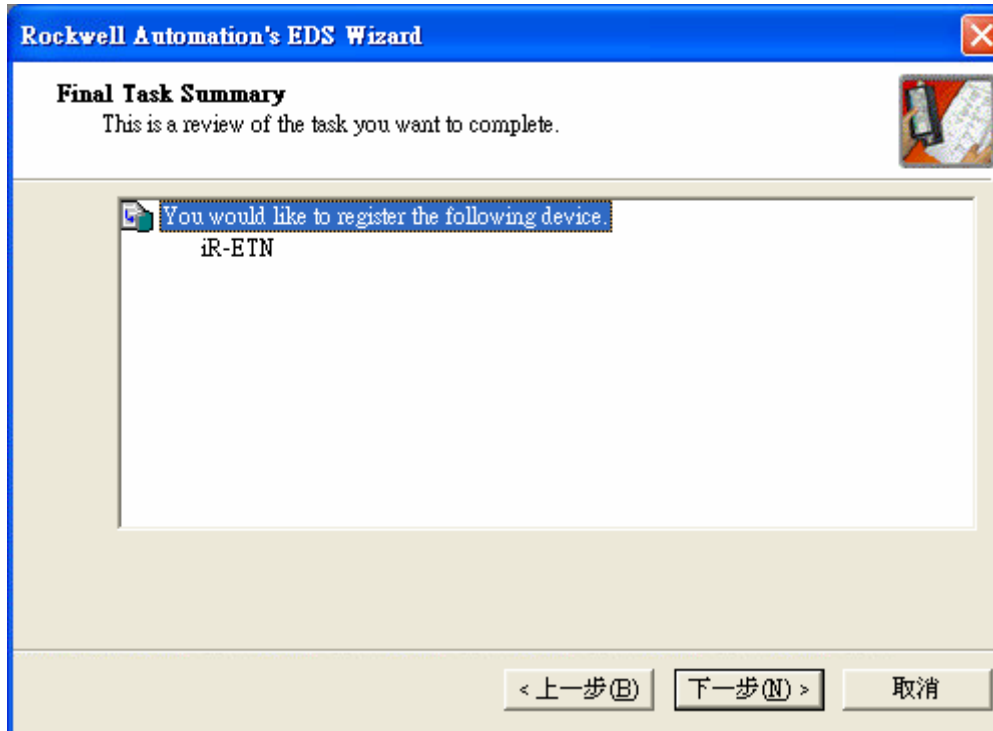 Rockwell Automation's EDS Wizard
Final Task Summary
This is a review of the task you want to complete.
You would like to register the following device.
iR-ETN
<上一步(B) 下一步(N)> 取消